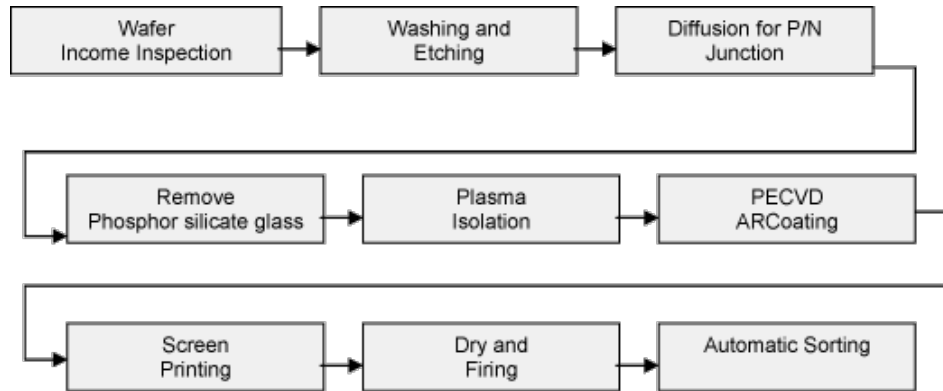 Wafer
Income Inspection
Washing and
Etching
Diffusion for P/N
Junction
Remove
Phosphor silicate glass
Plasma
Isolation
PECVD
ARCoating
Screen
Printing
Dry and
Firing
Automatic Sorting